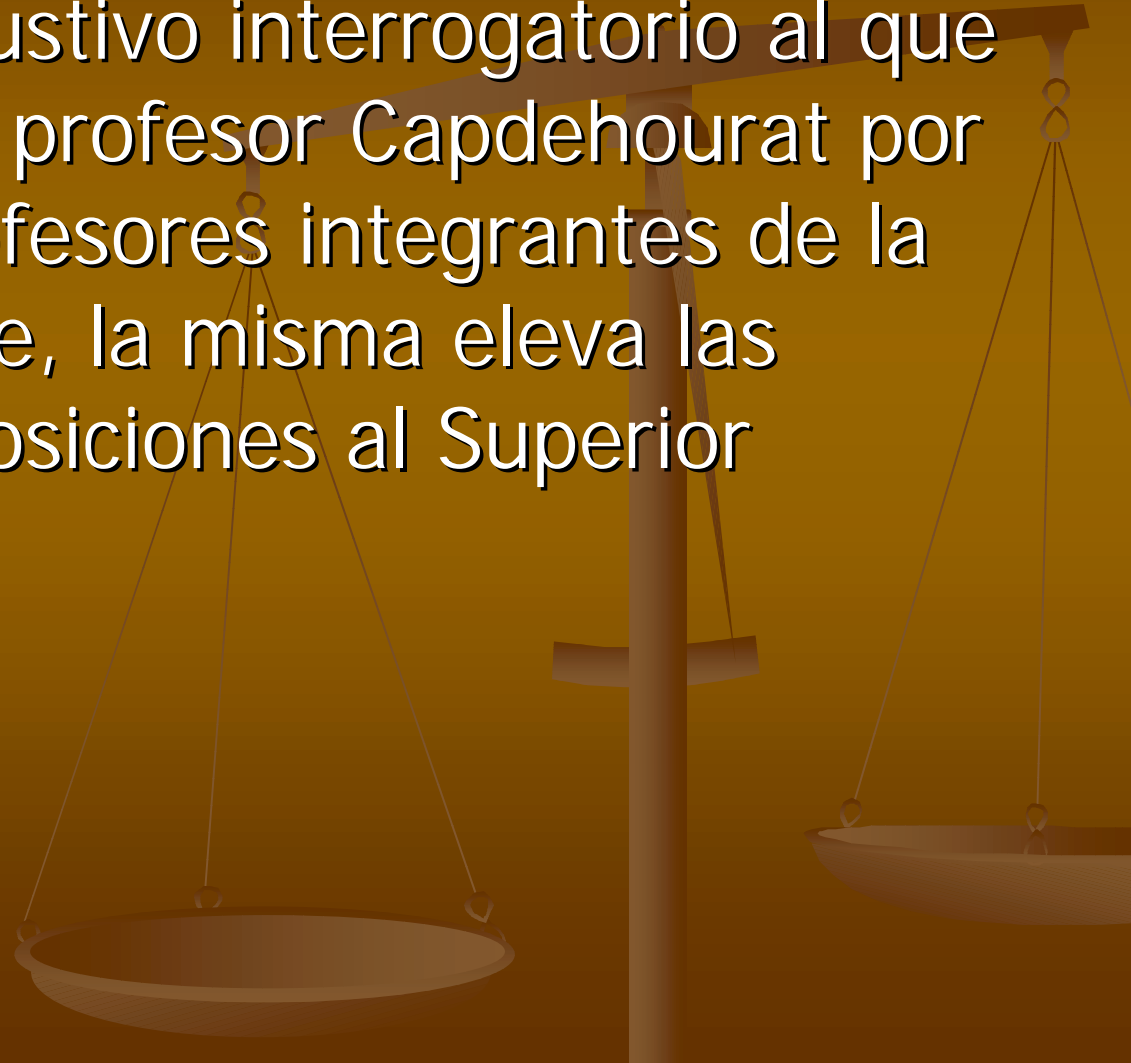 ustivo interrogatorio al que
profesor Capdehourat por
fesores integrantes de la
e, la misma eleva las
osiciones al Superior